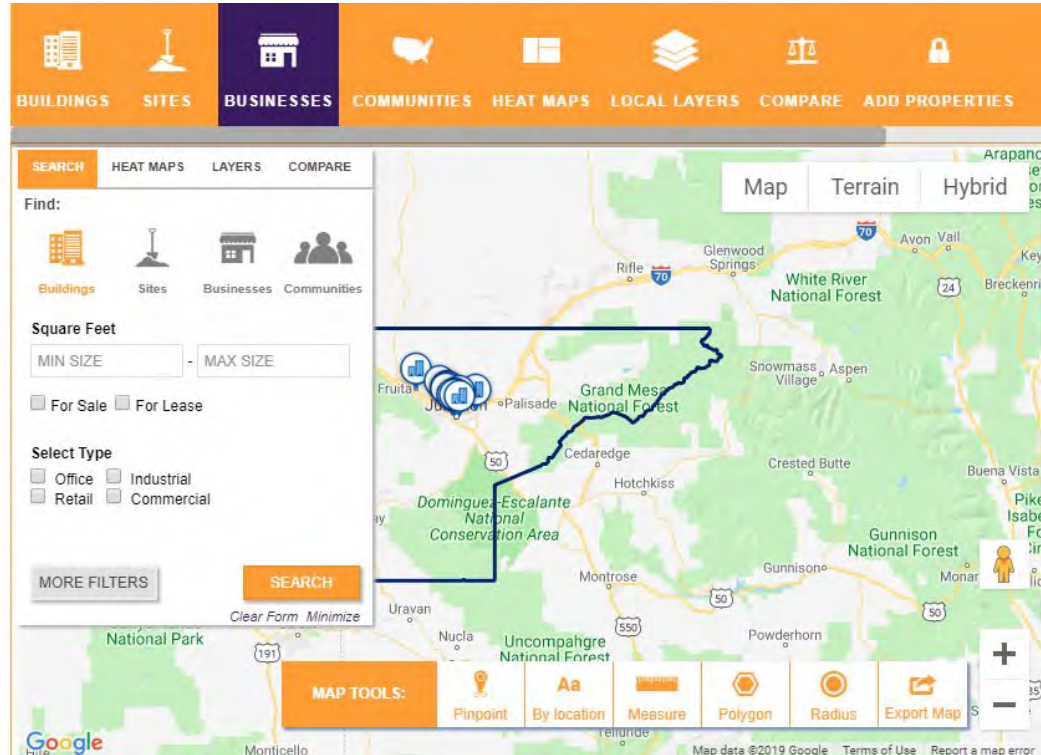 BUILDINGS SITES BUSINESSES COMMUNITIES HEAT MAPS LOCAL LAYERS COMPARE ADD PROPERTIES
SEARCH HEAT MAPS LAYERS COMPARE
Find:
Buildings Sites Businesses Communities
Square Feet
MIN SIZE - MAX SIZE
For Sale For Lease
Select Type
Office Industrial
Retail Commercial
MORE FILTERS SEARCH
Clear Form Minimize
Map Terrain Hybrid
70
Avon Vail
Glenwood
Springs
Rifle 70
White River
National Forest
24
Snowmass
Village
Aspen
Fruita
Palisade
Grand Mesa
National Forest
50
Cedaredge
Hotchkiss
Crested Butte
Buena Vista
Dominguez-Escalante
National
Conservation Area
Gunnison
National Forest
Montrose
Gunnison
50
50
Uravan
550
Nucla
Powderhorn
National Park
191
Uncompahgre
National Forest
MAP TOOLS:
Pinpoint
Aa
By location
Measure
Polygon
Radius
Export Map
+
−
Telluride
Google
Monticello
Map data ©2019 Google Terms of Use Report a map error